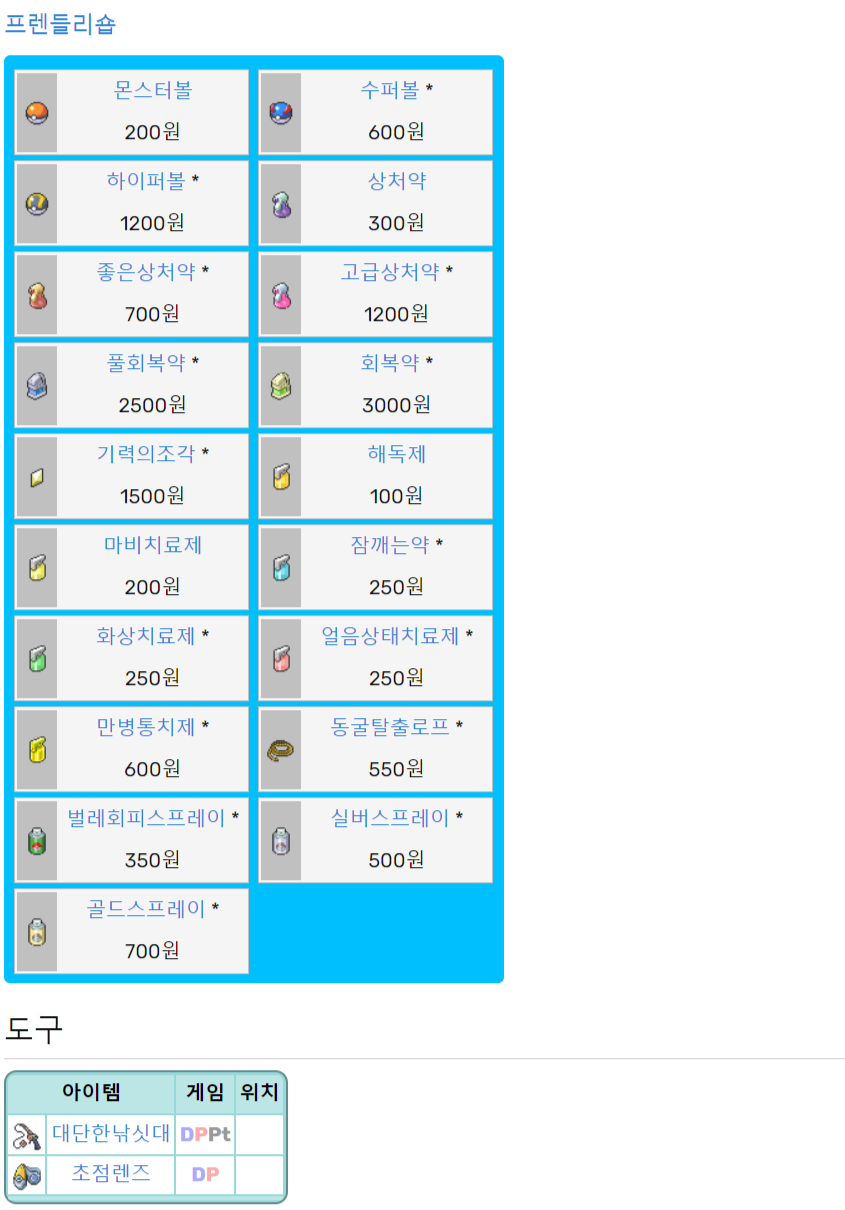 프렌들리숍
몬스터볼
200원
수퍼볼 *
600원
하이퍼볼 *
1200원
상처약
300원
좋은상처약 *
700원
고급상처약 *
1200원
풀회복약 *
2500원
회복약 *
3000원
기력의조각 *
1500원
해독제
100원
마비치료제
200원
잠깨는약 *
250원
화상치료제 *
250원
얼음상태치료제 *
250원
만병통치제 *
600원
동굴탈출로프 *
550원
벌레회피스프레이 *
350원
실버스프레이 *
500원
골드스프레이 *
700원
도구
아이템 게임 위치
대단한낚싯대 DPPt
초점렌즈 DP